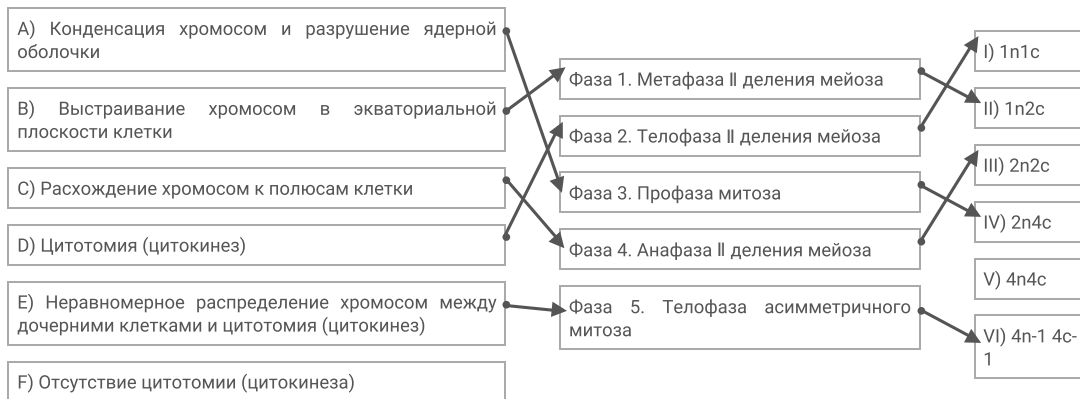 A) Конденсация хромосом и разрушение ядерной
оболочки
B) Выстраивание хромосом в экваториальной
плоскости клетки
C) Расхождение хромосом к полюсам клетки
D) Цитотомия (цитокинез)
E) Неравномерное распределение хромосом между
дочерними клетками и цитотомия (цитокинез)
F) Отсутствие цитотомии (цитокинеза)
Фаза 1. Метафаза II деления мейоза
Фаза 2. Телофаза II деления мейоза
Фаза 3. Профаза митоза
Фаза 4. Анафаза II деления мейоза
Фаза 5. Телофаза асимметричного
митоза
I) 1n1c
II) 1n2c
III) 2n2c
IV) 2n4c
V) 4n4c
VI) 4n-1 4c-
1